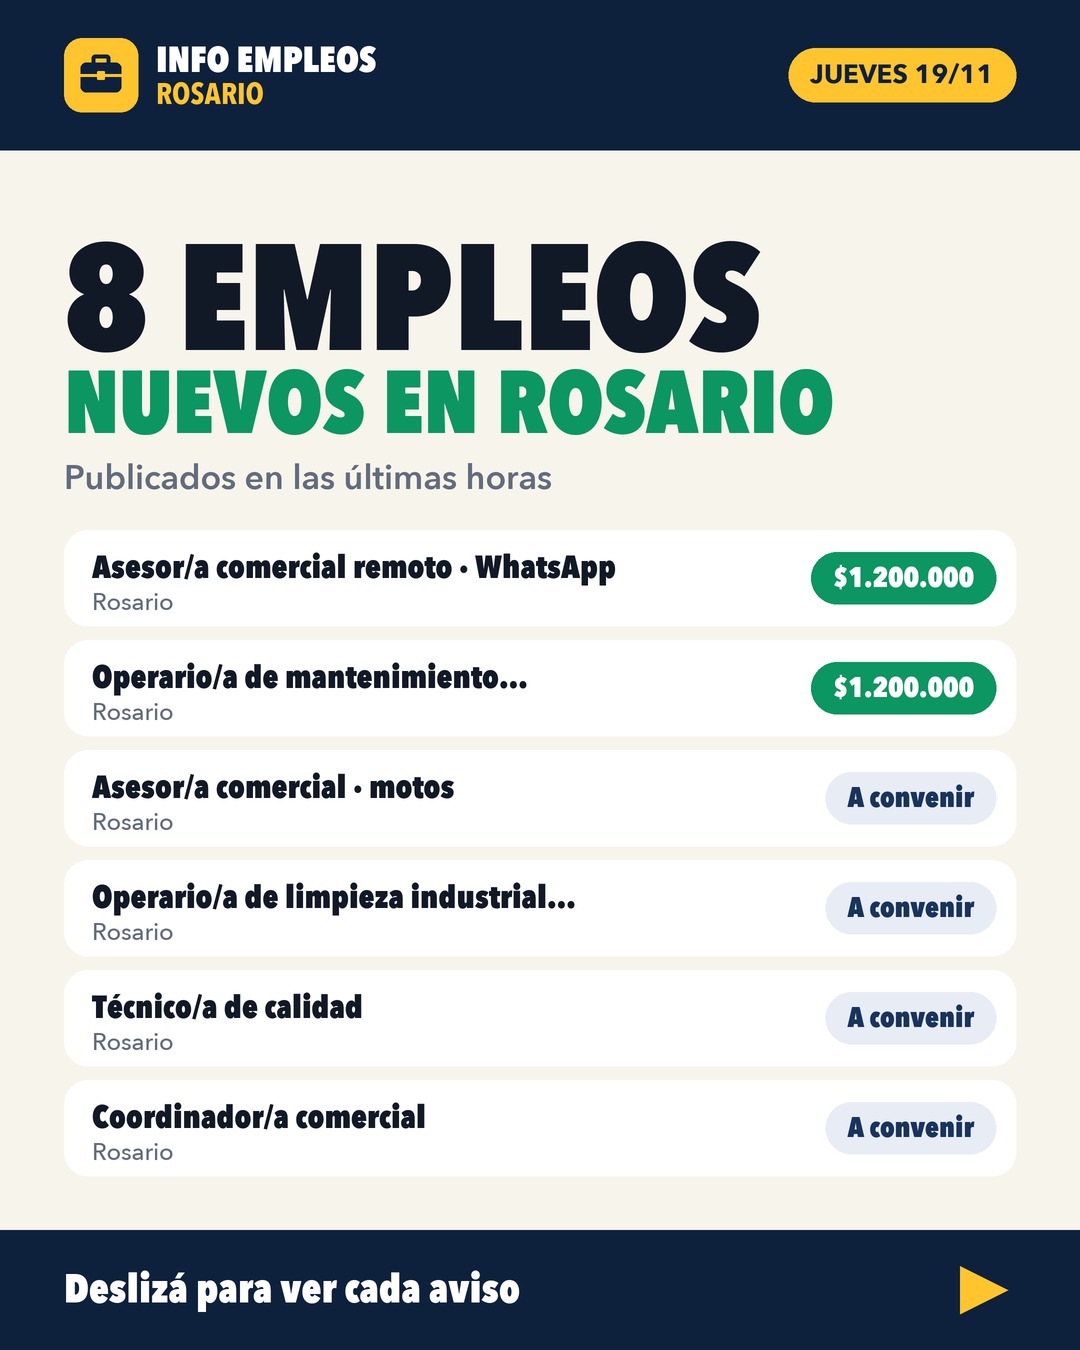 INFO EMPLEOS
ROSARIO
JUEVES 19/11
8 EMPLEOS
NUEVOS EN ROSARIO
Publicados en las últimas horas
Asesor/a comercial remoto · WhatsApp
Rosario
$1.200.000
Operario/a de mantenimiento...
Rosario
$1.200.000
Asesor/a comercial · motos
Rosario
A convenir
Operario/a de limpieza industrial...
Rosario
A convenir
Técnico/a de calidad
Rosario
A convenir
Coordinador/a comercial
Rosario
A convenir
Deslizá para ver cada aviso